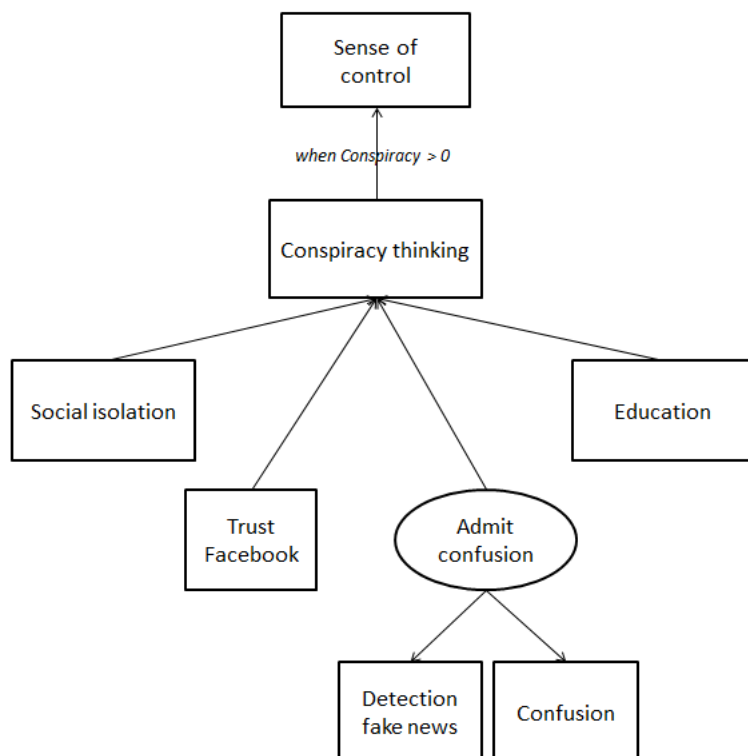 Sense of
control
when Conspiracy > 0
Conspiracy thinking
Social isolation
Education
Trust
Facebook
Admit
confusion
Detection
fake news
Confusion